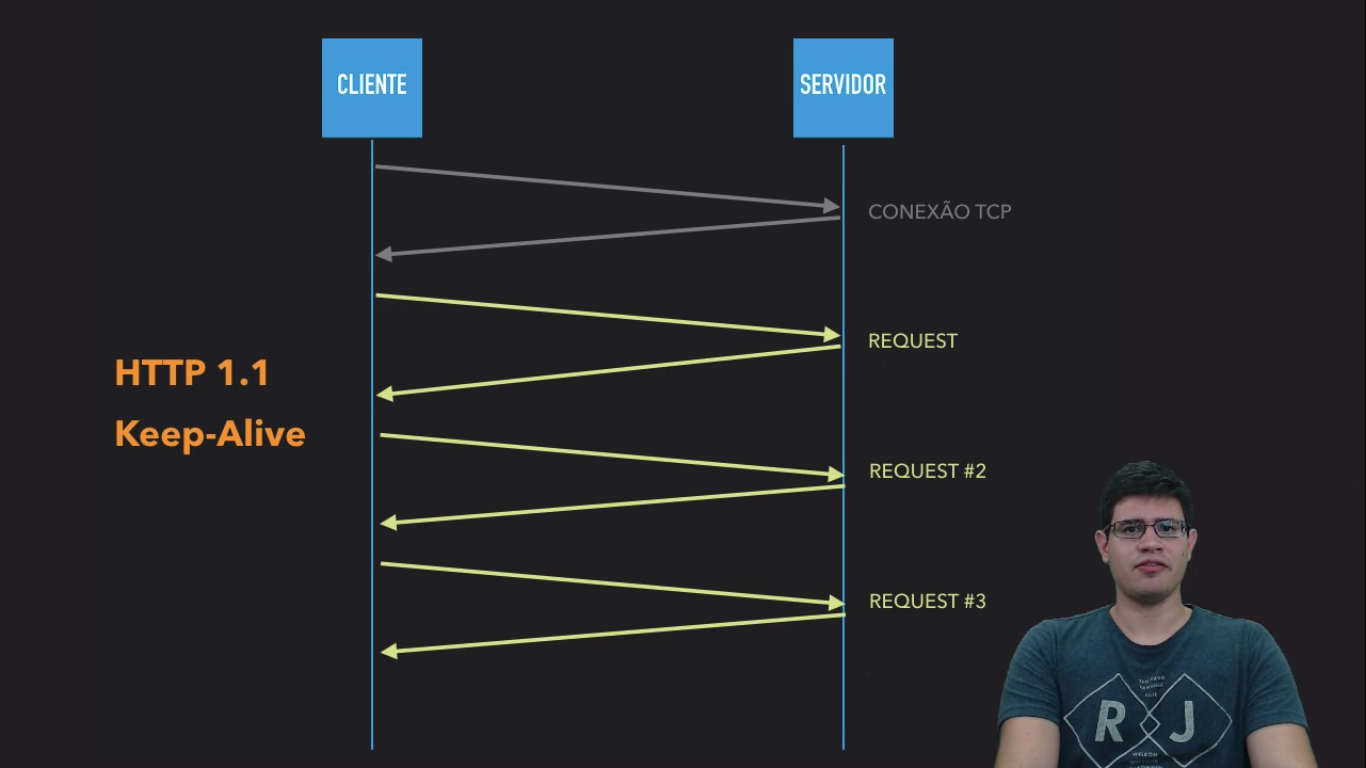 CLIENTE
SERVIDOR
CONEXÃO TCP
REQUEST
HTTP 1.1
Keep-Alive
REQUEST #2
REQUEST #3
R J